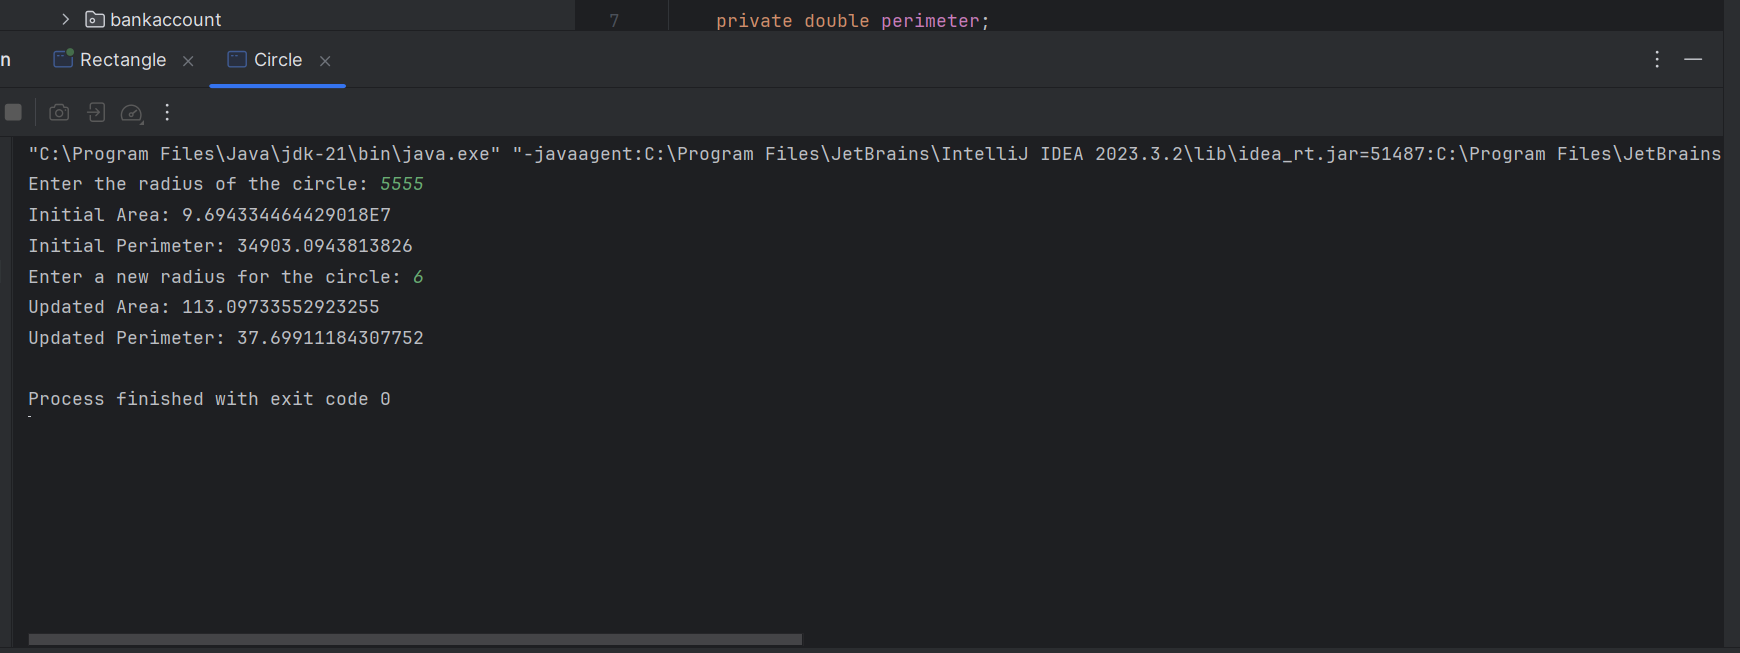 bankaccount
7 private double perimeter;
n Rectangle Circle
"C:\Program Files\Java\jdk-21\bin\java.exe" "-javaagent:C:\Program Files\JetBrains\IntelliJ IDEA 2023.3.2\lib\idea_rt.jar=51487:C:\Program Files\JetBrains
Enter the radius of the circle: 5555
Initial Area: 9.694334464429018E7
Initial Perimeter: 34903.0943813826
Enter a new radius for the circle: 6
Updated Area: 113.09733552923255
Updated Perimeter: 37.69911184307752
Process finished with exit code 0